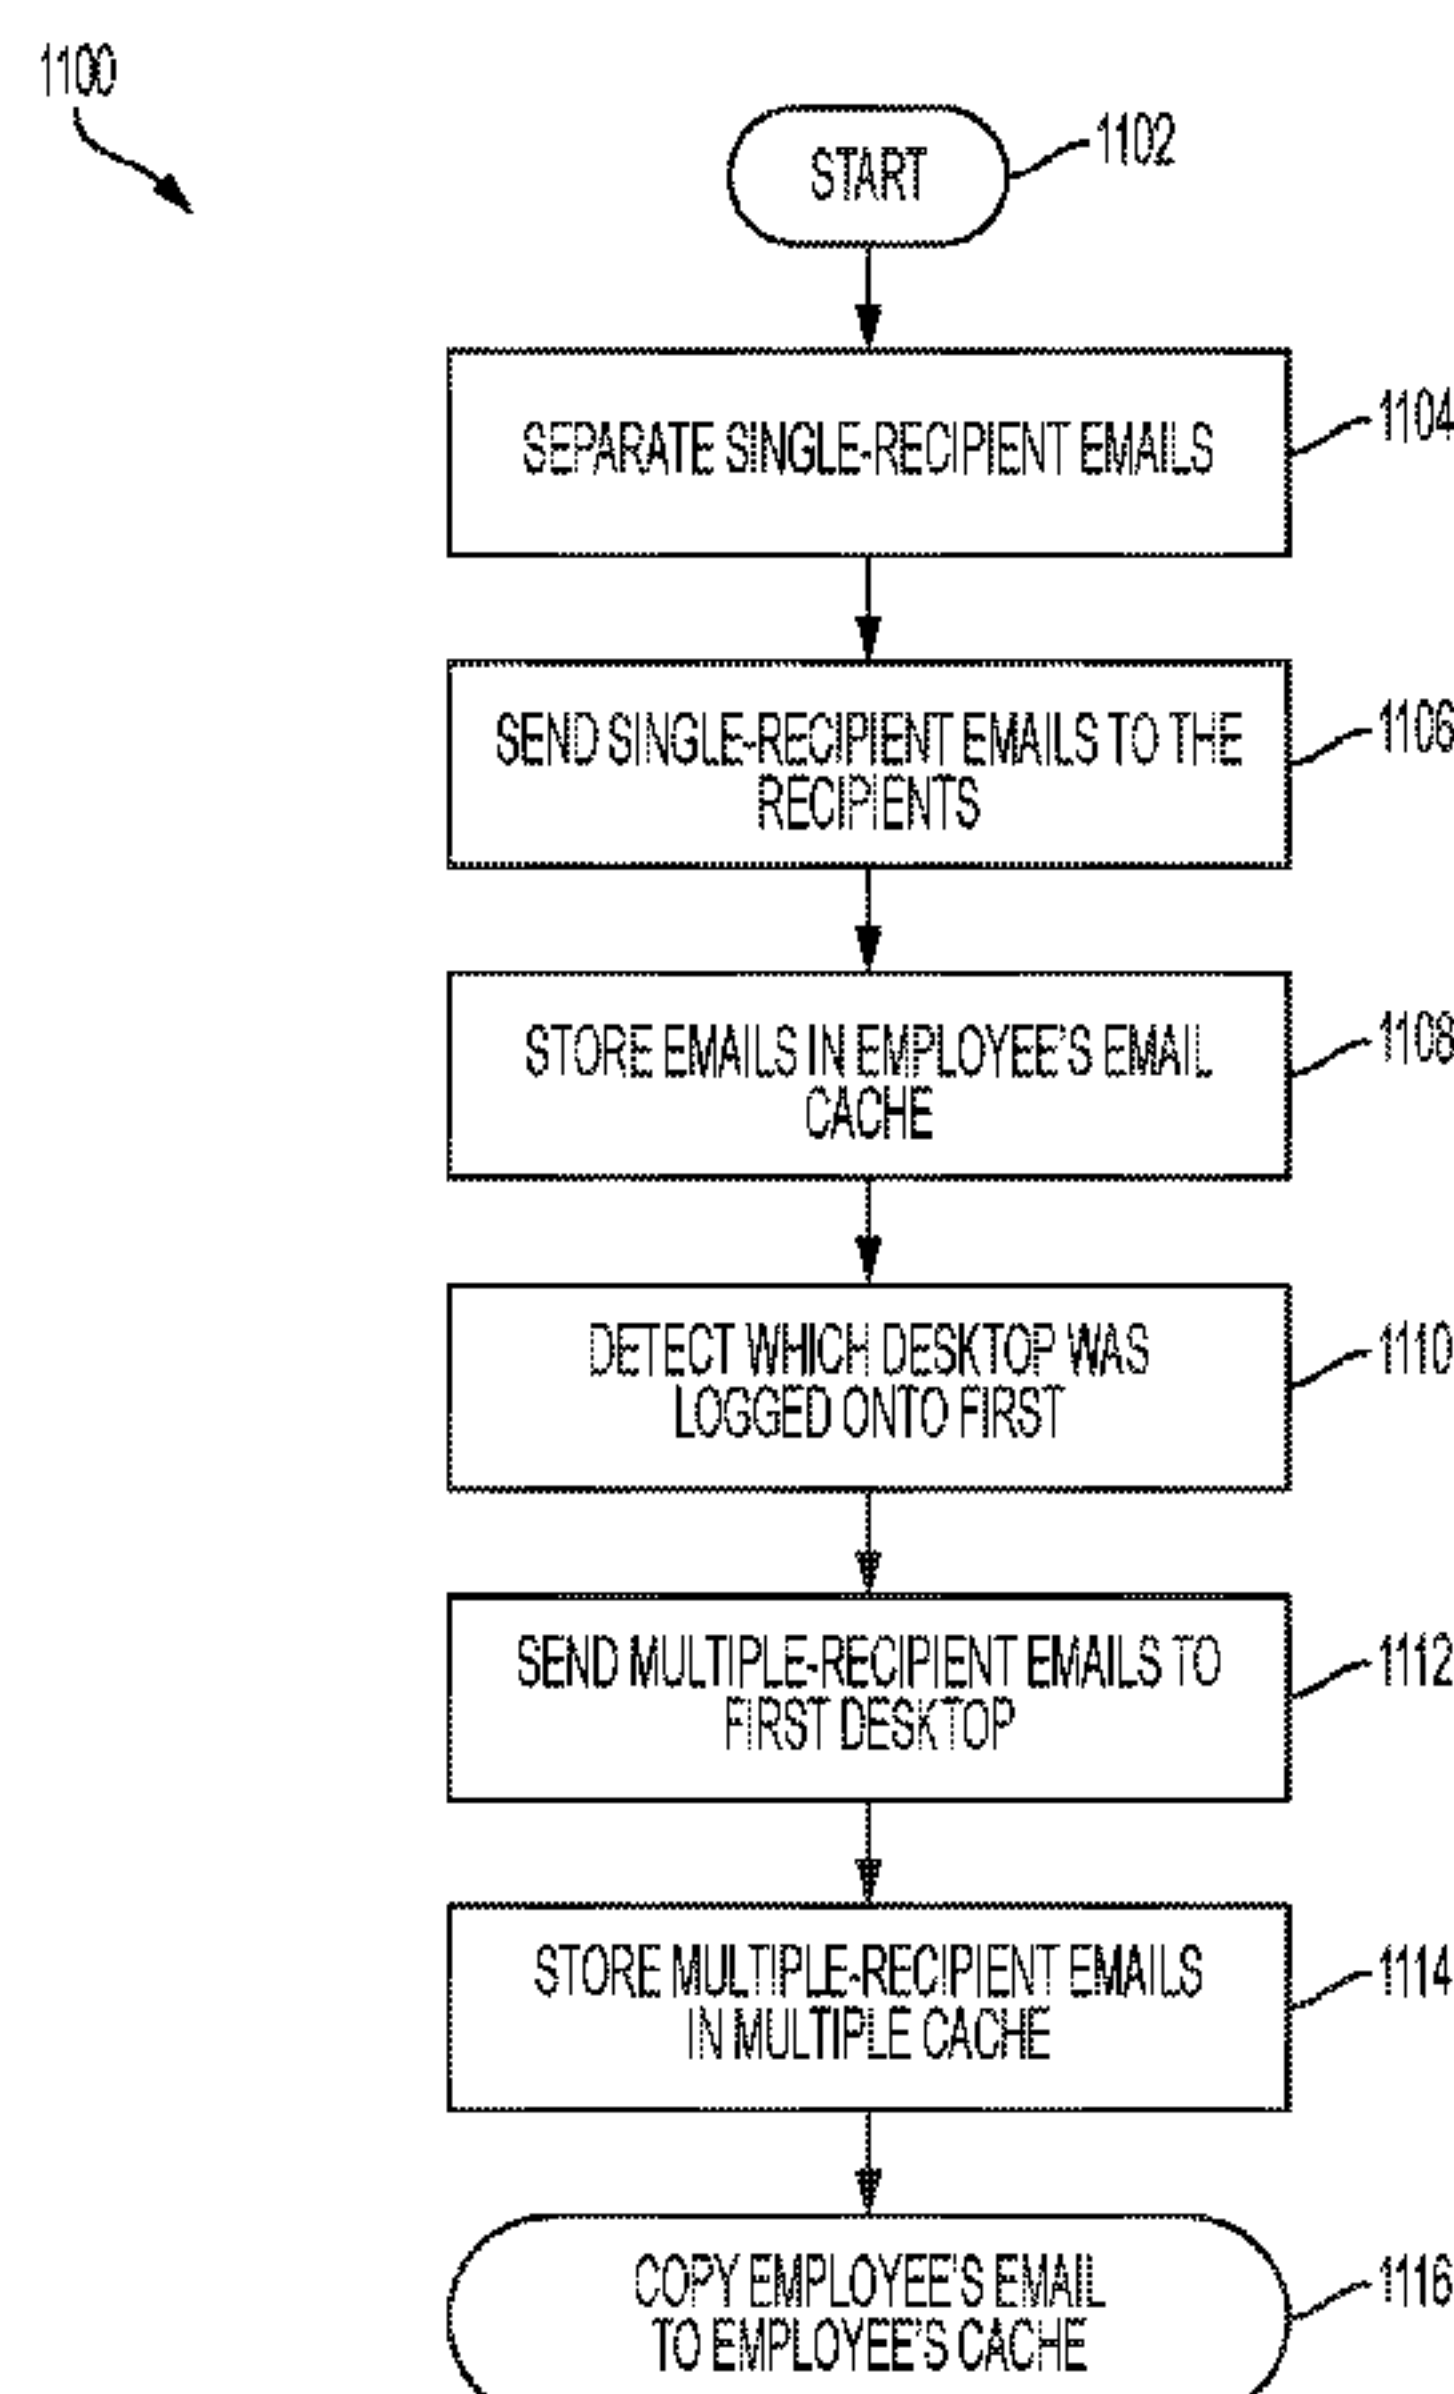 1100
START
1102
SEPARATE SINGLE-RECIPIENT EMAILS
1104
SEND SINGLE-RECIPIENT EMAILS TO THE
RECIPIENTS
1106
STORE EMAILS IN EMPLOYEE'S EMAIL
CACHE
1108
DETECT WHICH DESKTOP WAS
LOGGED ONTO FIRST
1110
SEND MULTIPLE-RECIPIENT EMAILS TO
FIRST DESKTOP
1112
STORE MULTIPLE-RECIPIENT EMAILS
IN MULTIPLE CACHE
1114
COPY EMPLOYEE'S EMAIL
TO EMPLOYEE'S CACHE
1116